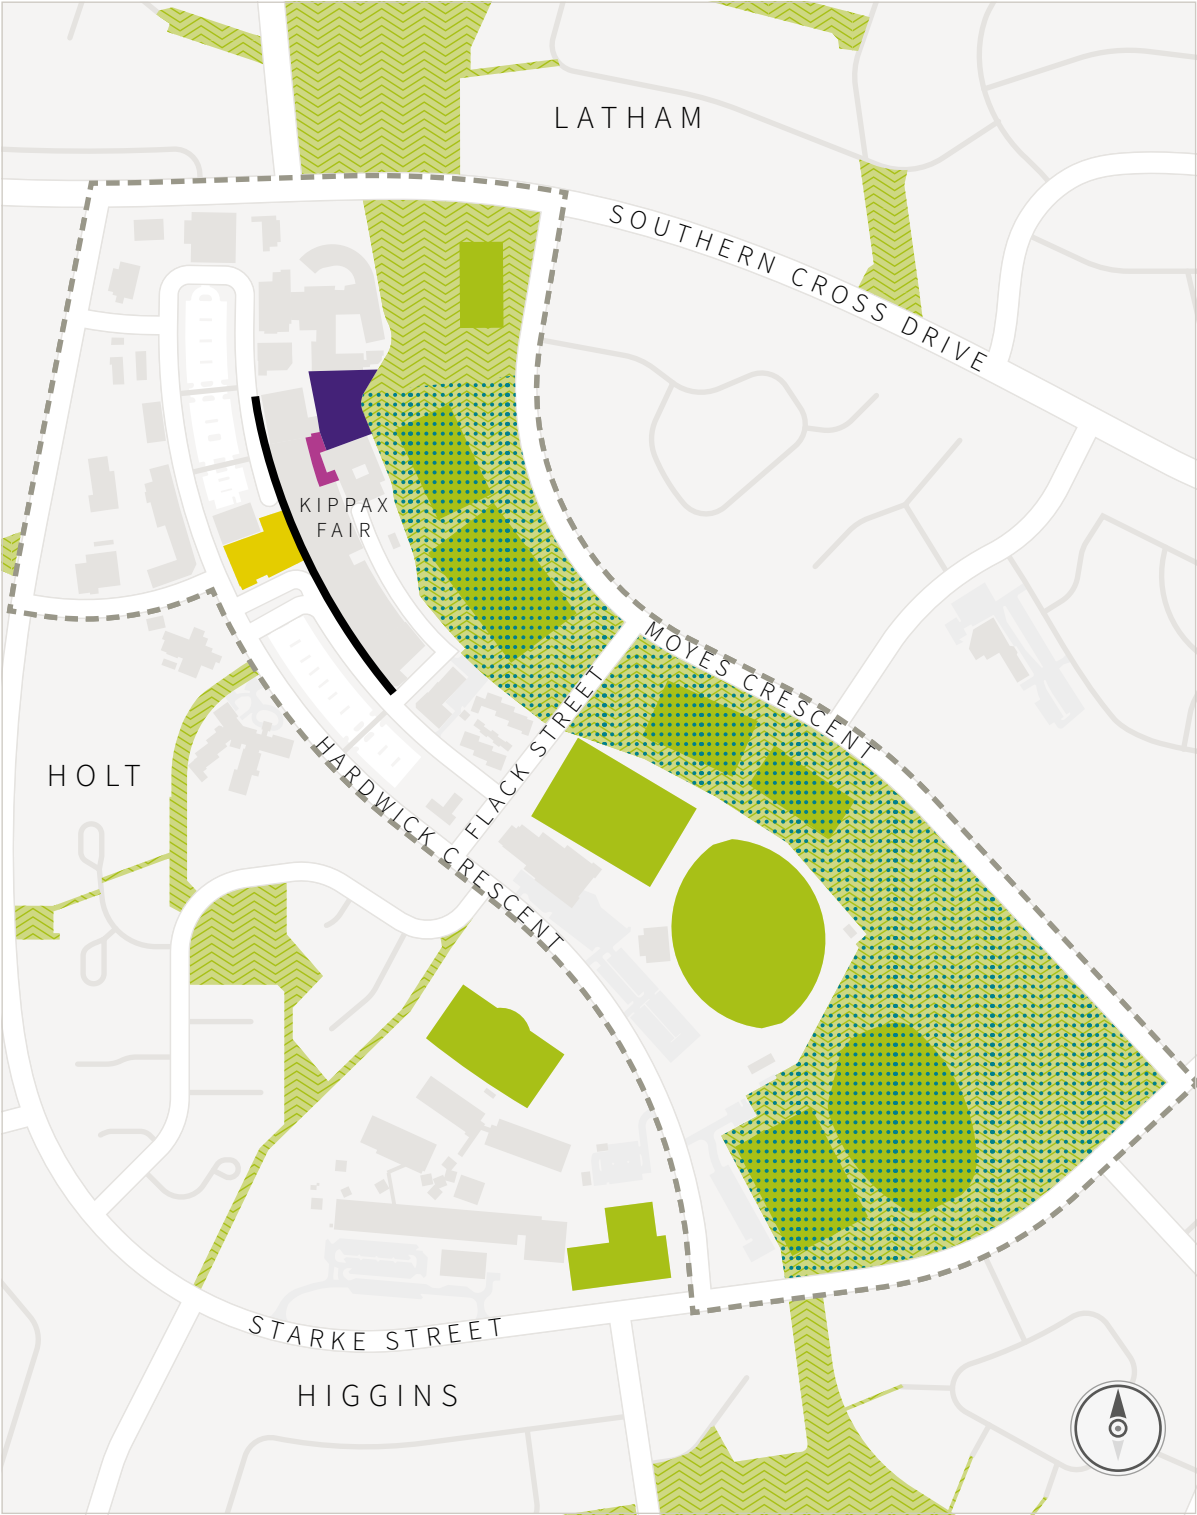 LATHAM
SOUTHERN CROSS DRIVE
KIPPAX
FAIR
MOYES CRESCENT
FLACK STREET
HOLT
HARDWICK CRESCENT
STARKE STREET
HIGGINS